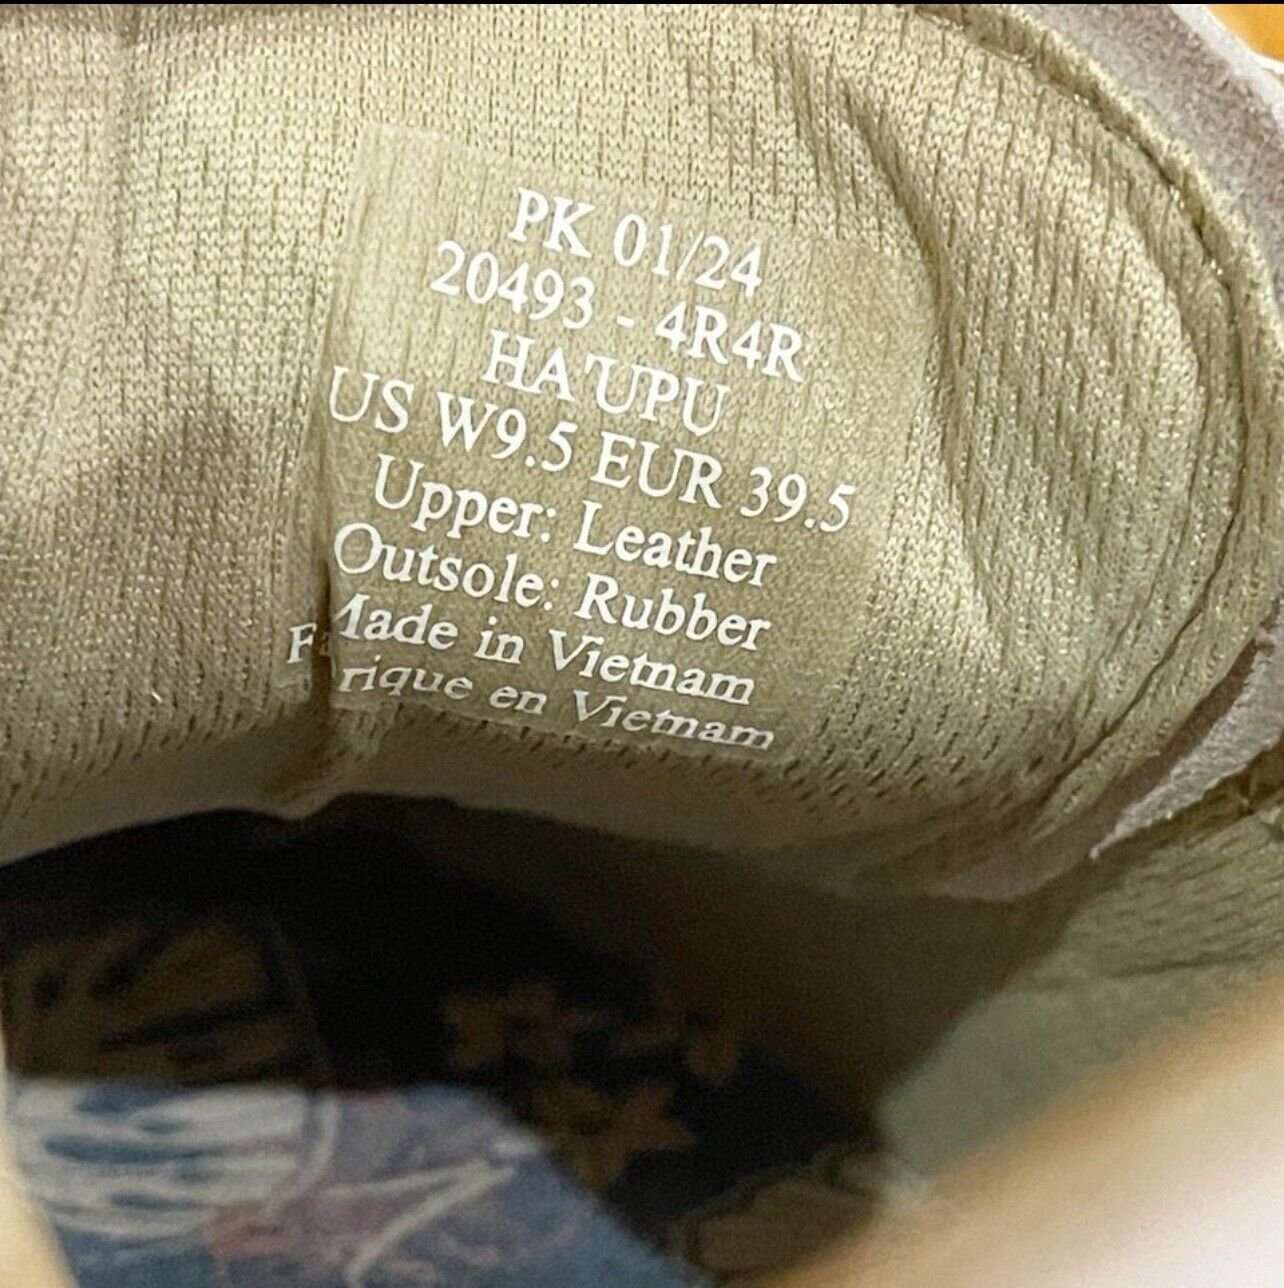 PK 01/24
20493 - 4R4R
HA'UPU
US W9.5 EUR 39.5
Upper: Leather
Outsole: Rubber
Made in Vietnam
Fabrique en Vietnam